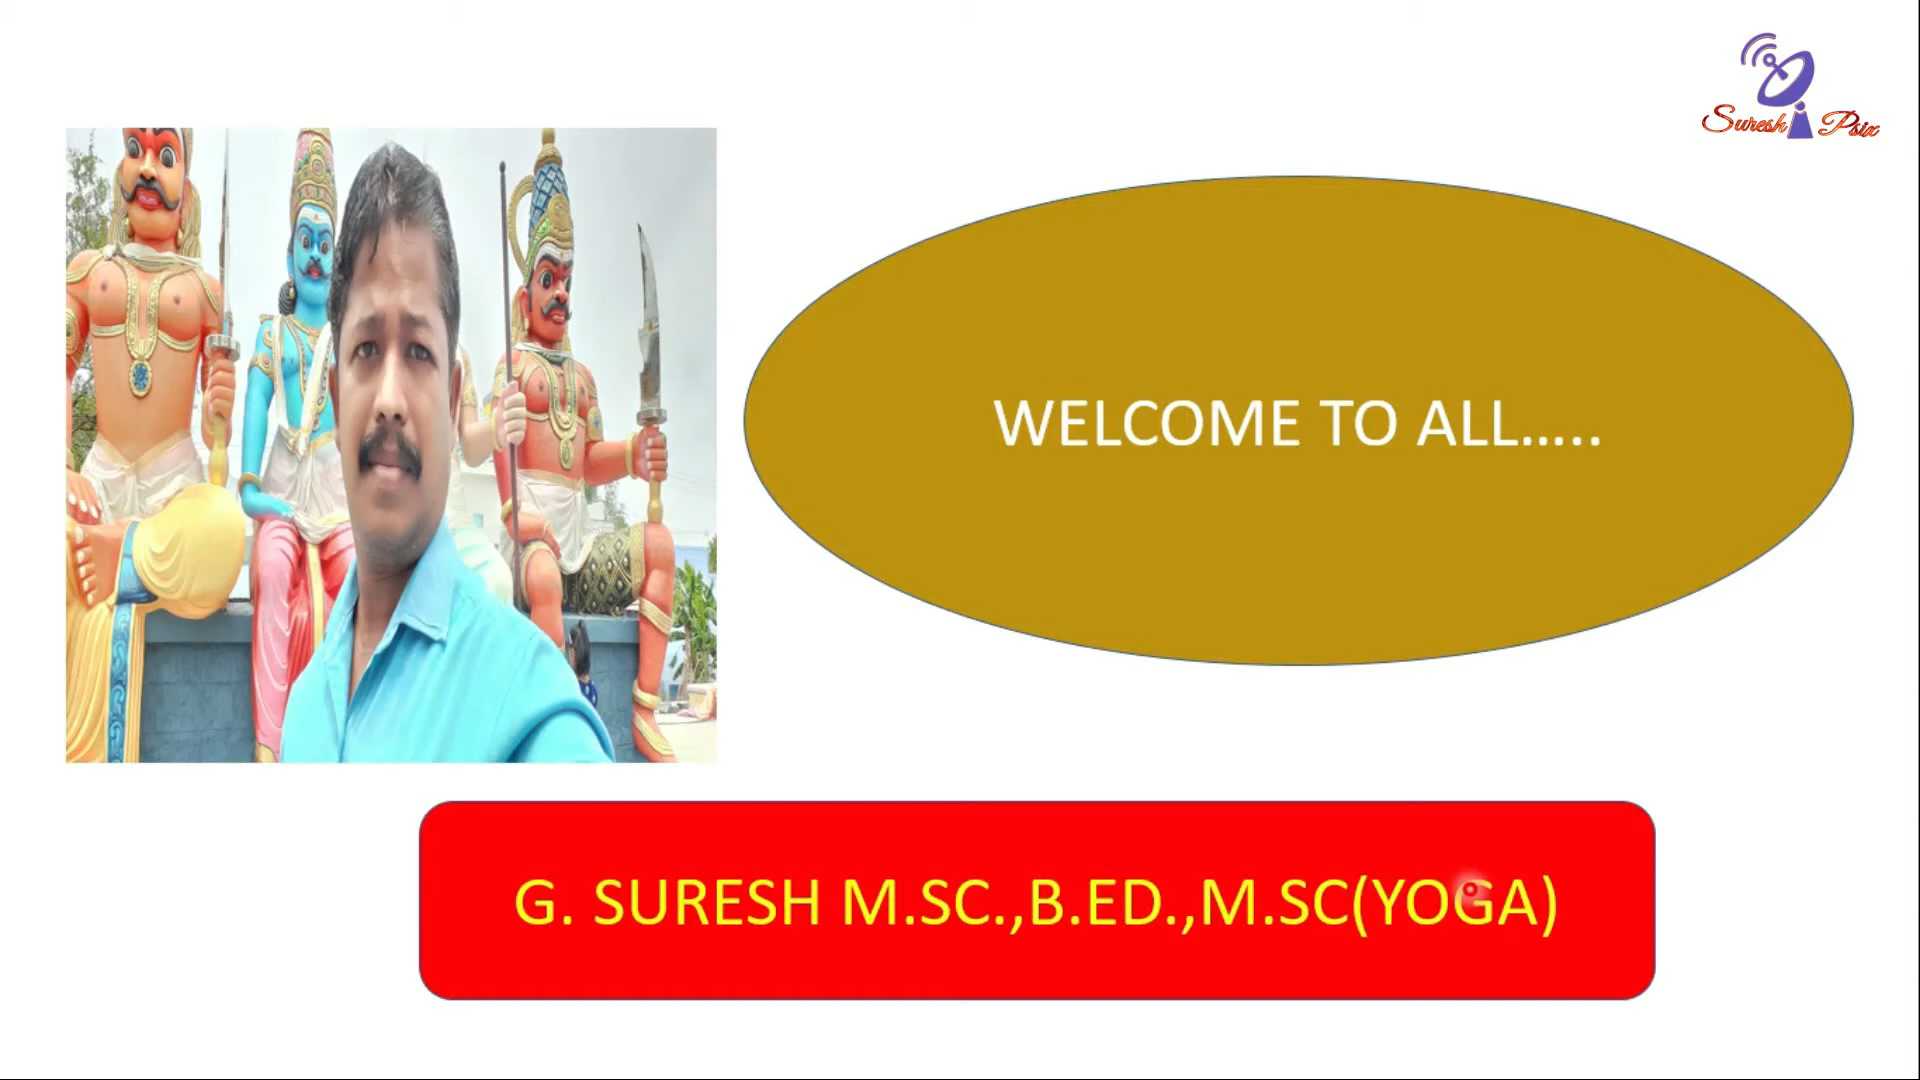 Suresh Psix
WELCOME TO ALL.....
G. SURESH M.SC.,B.ED.,M.SC(YOGA)